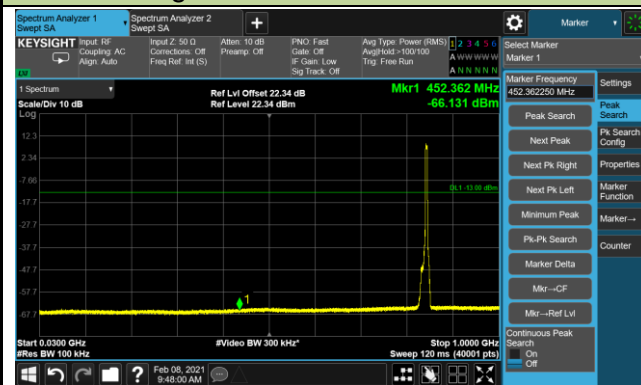 Spectrum Analyzer 1
Swept SA
Spectrum Analyzer 2
Swept SA
+
Marker
KEYSIGHT
Input: RF
Coupling: AC
Align: Auto
Input Z: 50 Ω
Corrections: Off
Freq Ref: Int (S)
Atten: 10 dB
Preamp: Off
PNO: Fast
Gate: Off
IF Gain: Low
Sig Track: Off
Avg Type: Power (RMS)
Avg|Hold >100/100
Trig: Free Run
1 2 3 4 5 6
A W W W W W
A N N N N N
LXI
Select Marker
Marker 1
1 Spectrum
Scale/Div 10 dB
Log
Ref Lvl Offset 22.34 dB
Ref Level 22.34 dBm
Mkr1 452.362 MHz
-66.131 dBm
12.3
2.34
-7.66
-17.7
-27.7
-37.7
-47.7
-57.7
-67.7
DL1 -13.00 dBm
1
Start 0.0300 GHz
#Res BW 100 kHz
#Video BW 300 kHz*
Stop 1.0000 GHz
Sweep 120 ms (40001 pts)
Marker Frequency
452.362250 MHz
Peak Search
Next Peak
Next Pk Right
Next Pk Left
Minimum Peak
Pk-Pk Search
Marker Delta
Mkr→CF
Mkr→Ref Lvl
Continuous Peak
Search
On
Off
Settings
Peak
Search
Pk Search
Config
Properties
Marker
Function
Marker→
Counter
?
Feb 08, 2021
9:48:00 AM